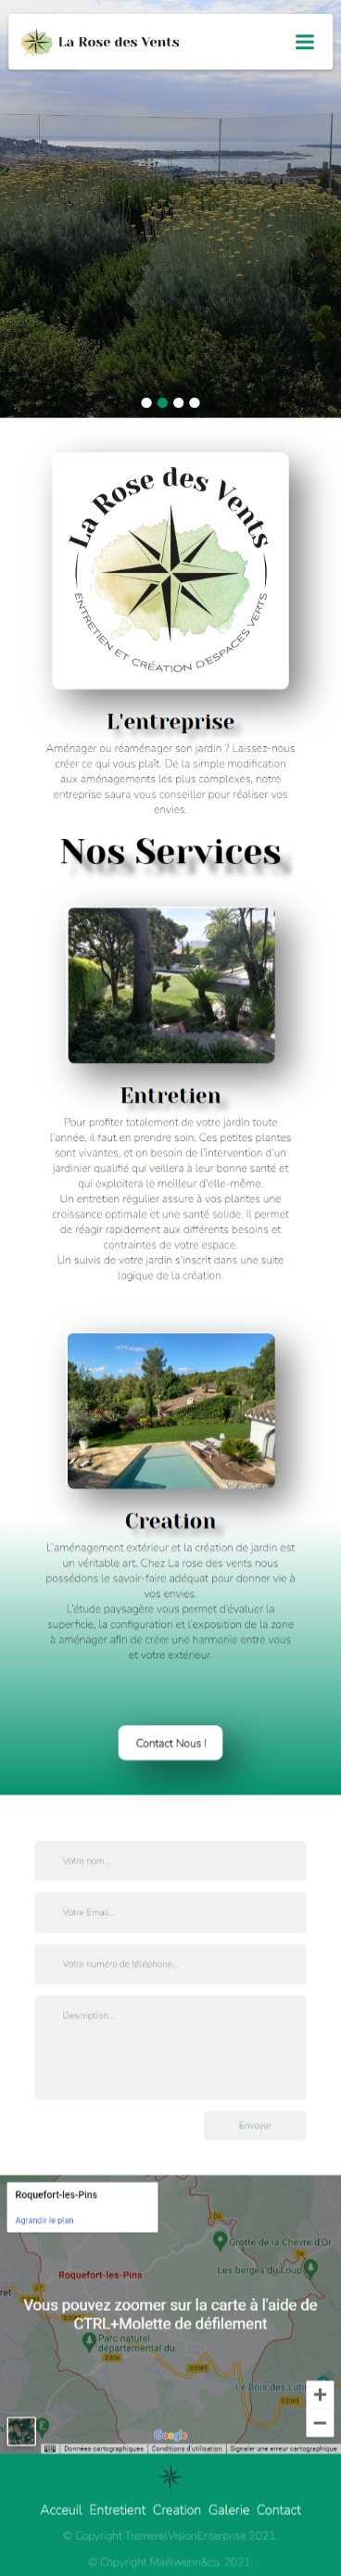 La Rose des Vents
La Rose des Vents
ENTRETIEN ET CRÉATION D'ESPACES VERTS
L'entreprise
Aménager ou réaménager son jardin ? Laissez-nous
créer ce qui vous plaît. De la simple modification
aux aménagements les plus complexes, notre
entreprise saura vous conseiller pour réaliser vos
envies.
Nos Services
Entretien
Pour profiter totalement de votre jardin toute
l'année, il faut en prendre soin. Ces petites plantes
sont vivantes, et on besoin de l'intervention d'un
jardinier qualifié qui veillera à leur bonne santé et
qui exploitera le meilleur d'elle-même.
Un entretien régulier assure à vos plantes une
croissance optimale et une santé solide. Il permet
de réagir rapidement aux différents besoins et
contraintes de votre espace.
Un suivis de votre jardin s'inscrit dans une suite
logique de la création.
Creation
L'aménagement extérieur et la création de jardin est
un véritable art. Chez La rose des vents nous
possédons le savoir-faire adéquat pour donner vie à
vos envies.
L'étude paysagère vous permet d'évaluer la
superficie, la configuration et l'exposition de la zone
à aménager afin de créer une harmonie entre vous
et votre extérieur.
Contact Nous !
Votre nom...
Votre Email...
Votre numéro de téléphone...
Description...
Envoyer
Roquefort-les-Pins
Agrandir le plan
D6
Grotte de la Chèvre d'Or
D6
Les berges du Loup
Roquefort-les-Pins
ret
D7
Vous pouvez zoomer sur la carte à l'aide de
CTRL+Molette de défilement
Parc naturel
départemental du...
D204
D2085
Le Bois des Luti
D2085
Google
Données cartographiques
Conditions d'utilisation
Signaler une erreur cartographique
Acceuil Entretient Creation Galerie Contact
© Copyright TremerelVisionEnterprise 2021.
© Copyright Maëlwenn&co. 2021.